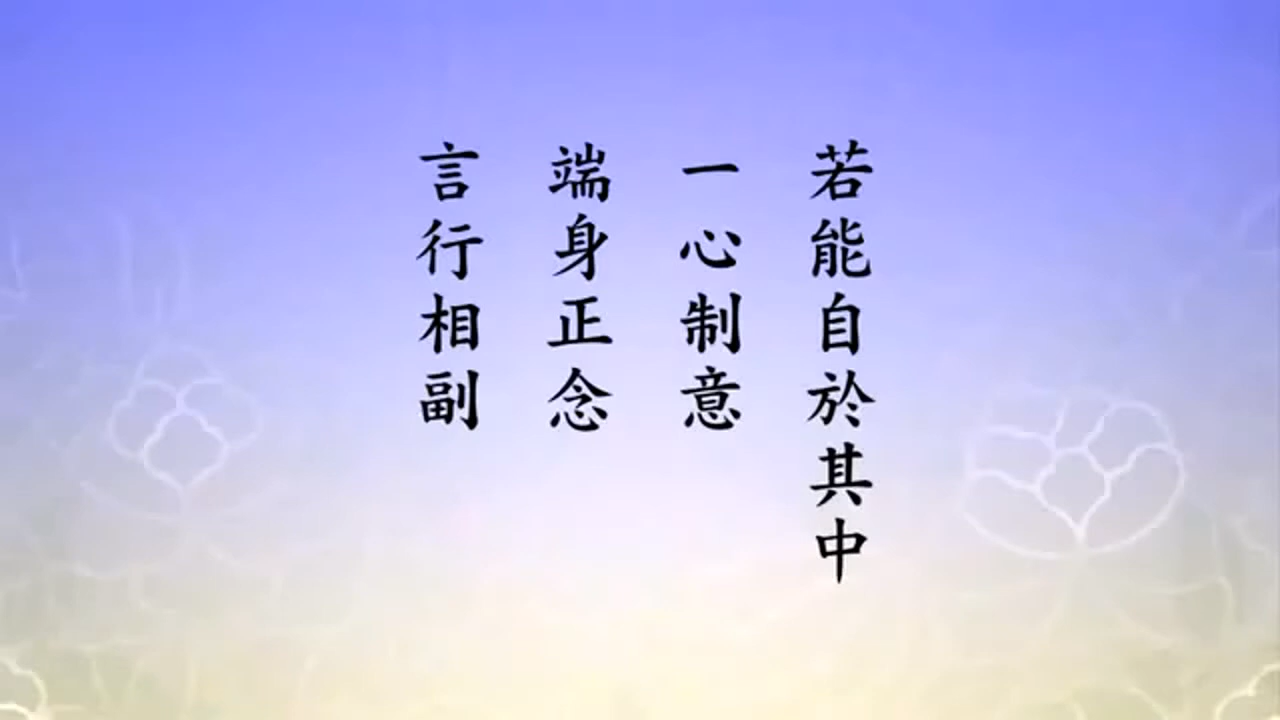 若能自於其中
一心制意
端身正念
言行相副